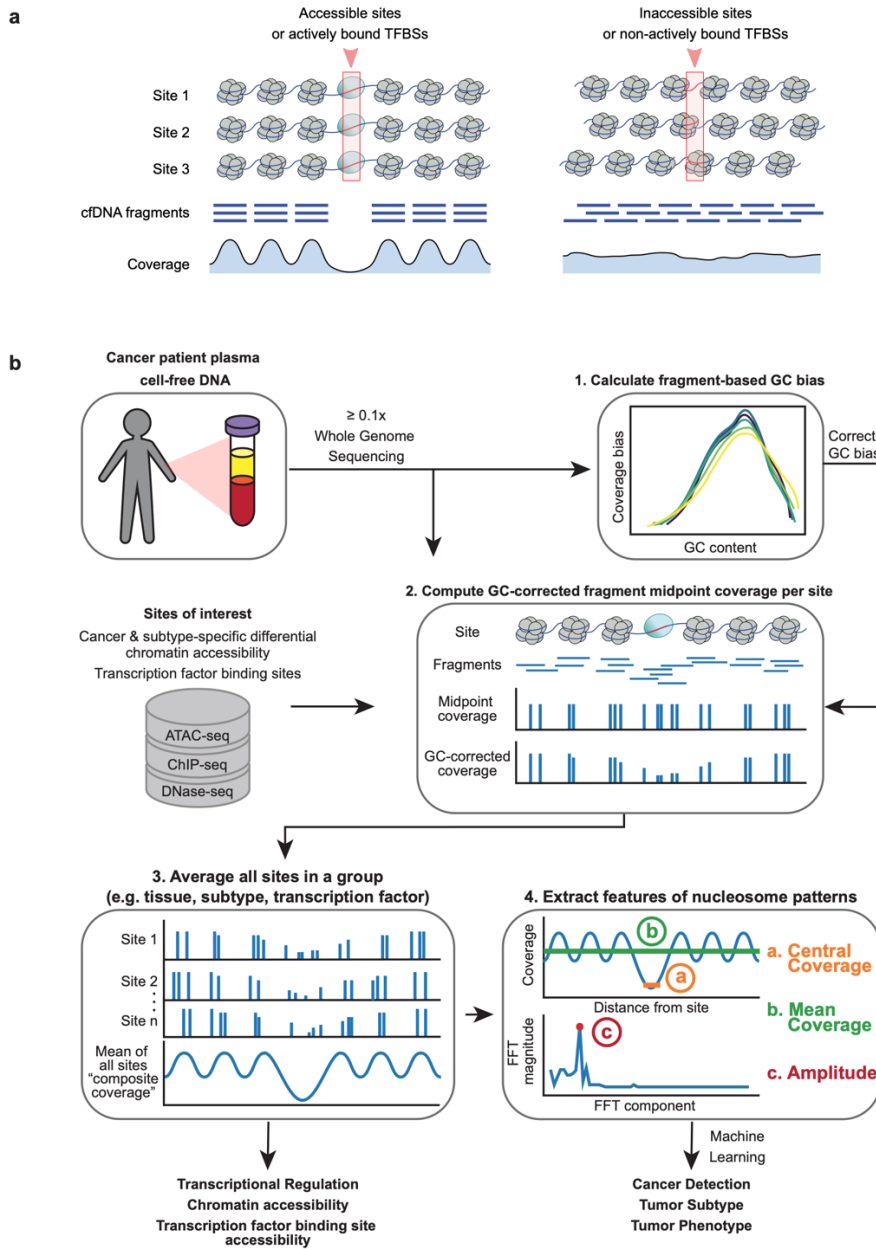 a
Accessible sites
or actively bound TFBSs
Inaccessible sites
or non-actively bound TFBSs
Site 1
Site 2
Site 3
cfDNA fragments
Coverage
b
Cancer patient plasma
cell-free DNA
≥ 0.1x
Whole Genome
Sequencing
1. Calculate fragment-based GC bias
Coverage bias
GC content
Correct
GC bias
Sites of interest
Cancer & subtype-specific differential
chromatin accessibility
Transcription factor binding sites
ATAC-seq
ChIP-seq
DNase-seq
2. Compute GC-corrected fragment midpoint coverage per site
Site
Fragments
Midpoint
coverage
GC-corrected
coverage
3. Average all sites in a group
(e.g. tissue, subtype, transcription factor)
Site 1
Site 2
⋮
Site n
Mean of
all sites
"composite
coverage"
4. Extract features of nucleosome patterns
Coverage
b
a
Distance from site
FFT
magnitude
c
FFT component
a. Central
Coverage
b. Mean
Coverage
c. Amplitude
Transcriptional Regulation
Chromatin accessibility
Transcription factor binding site
accessibility
Machine
Learning
Cancer Detection
Tumor Subtype
Tumor Phenotype